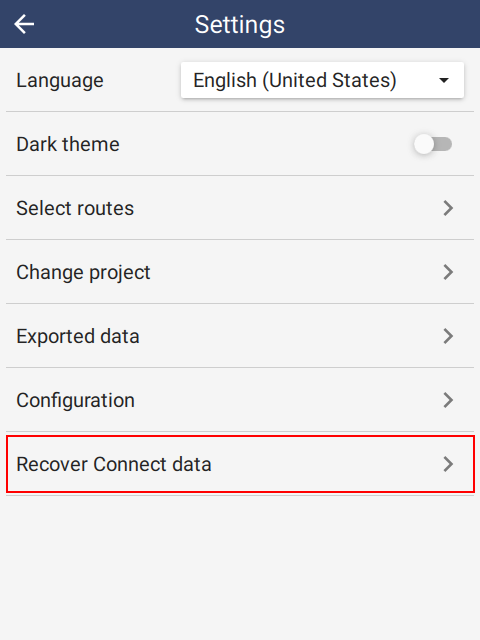 Settings
Language English (United States)
Dark theme
Select routes
Change project
Exported data
Configuration
Recover Connect data